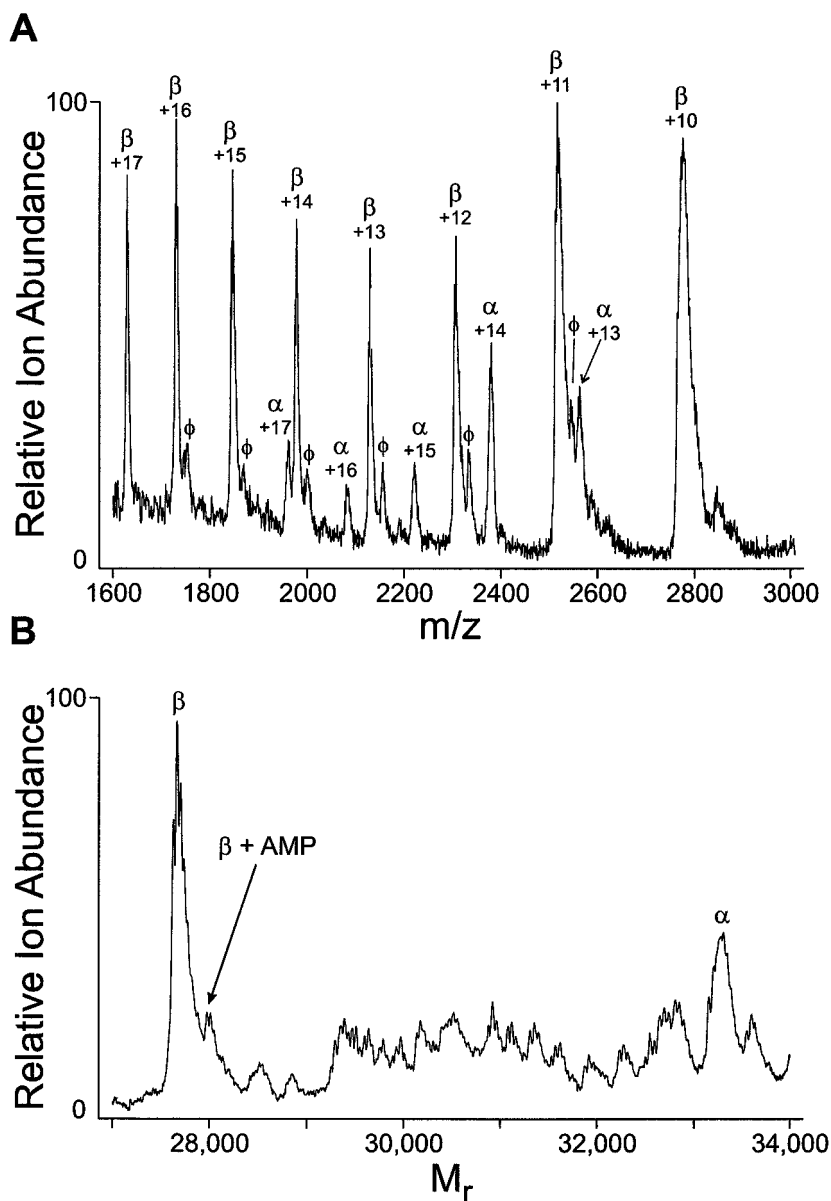 A
Relative Ion Abundance
100
0
β
+17
β
+16
ϕ
β
+15
ϕ
α
+17
β
+14
ϕ
α
+16
β
+13
ϕ
α
+15
β
+12
ϕ
α
+14
β
+11
ϕ
α
+13
β
+10
1600 1800 2000 2200 2400 2600 2800 3000
m/z
B
Relative Ion Abundance
100
0
β
β + AMP
α
28,000 30,000 32,000 34,000
Mr